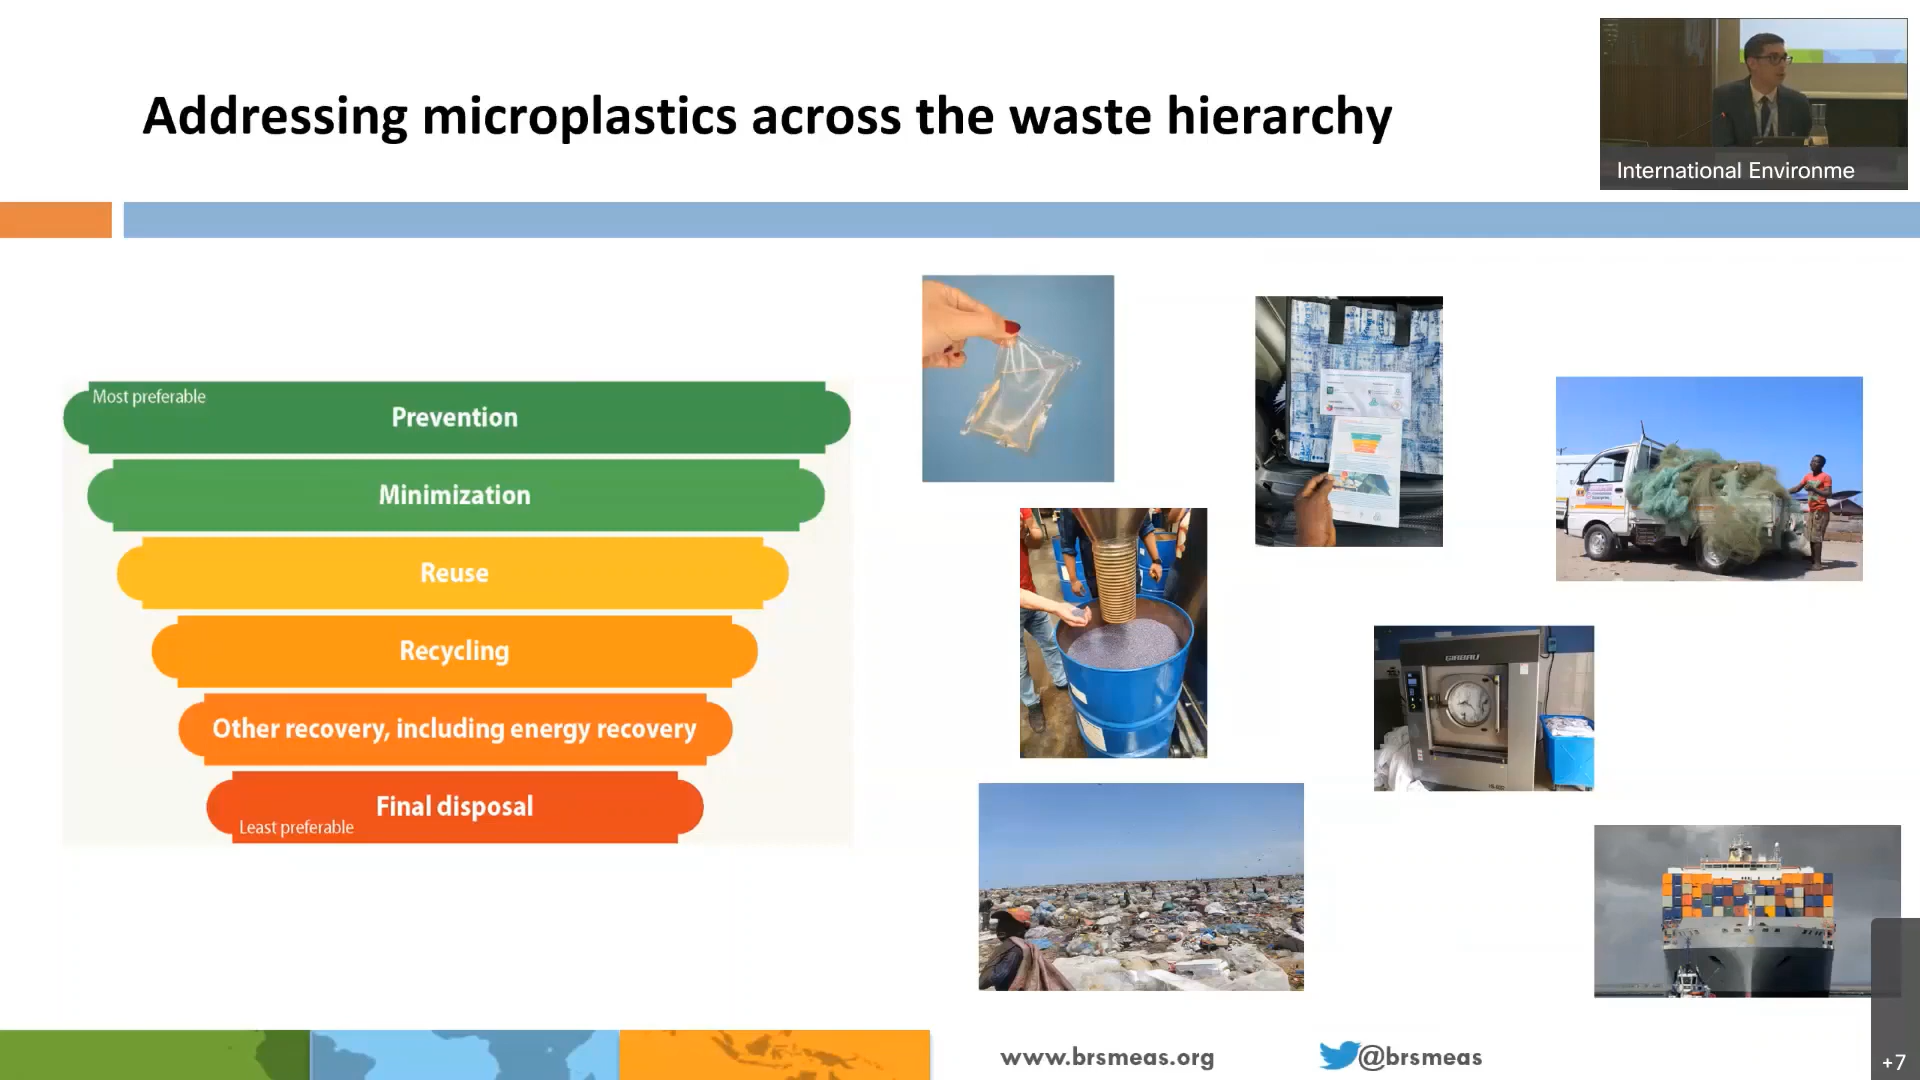 Addressing microplastics across the waste hierarchy
International Environme
Most preferable
Prevention
Minimization
Reuse
Recycling
Other recovery, including energy recovery
Final disposal
Least preferable
GIRBAU
www.brsmeas.org
@brsmeas
+7